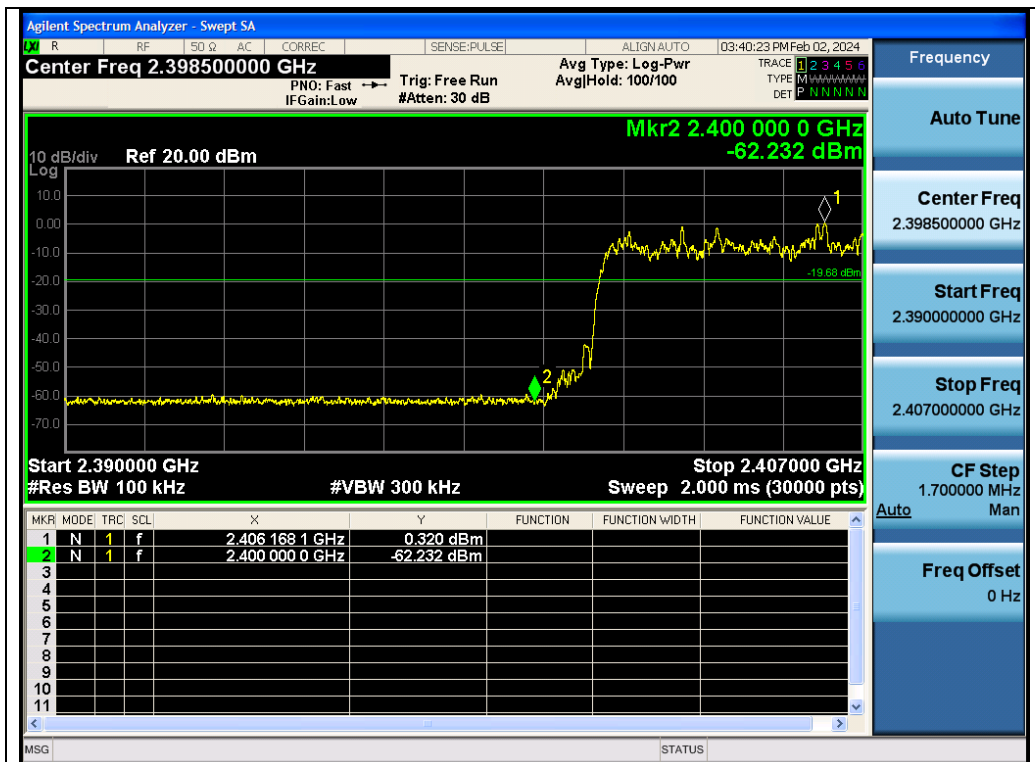 Agilent Spectrum Analyzer - Swept SA
LXI R RF 50 Ω AC CORREC SENSE:PULSE ALIGN AUTO 03:40:23 PM Feb 02, 2024
Center Freq 2.398500000 GHz
PNO: Fast
IFGain:Low
Trig: Free Run
#Atten: 30 dB
Avg Type: Log-Pwr
Avg|Hold: 100/100
TRACE 1 2 3 4 5 6
TYPE M
DET P N N N N N
Mkr2 2.400 000 0 GHz
-62.232 dBm
10 dB/div Ref 20.00 dBm
Log
10.0
0.00
-10.0
-20.0
-30.0
-40.0
-50.0
-60.0
-70.0
1
-19.68 dBm
2
Start 2.390000 GHz Stop 2.407000 GHz
#Res BW 100 kHz #VBW 300 kHz Sweep 2.000 ms (30000 pts)
MKR MODE TRC SCL X Y FUNCTION FUNCTION WIDTH FUNCTION VALUE
1 N 1 f 2.406 168 1 GHz 0.320 dBm
2 N 1 f 2.400 000 0 GHz -62.232 dBm
3
4
5
6
7
8
9
10
11
MSG STATUS
Frequency
Auto Tune
Center Freq
2.398500000 GHz
Start Freq
2.390000000 GHz
Stop Freq
2.407000000 GHz
CF Step
1.700000 MHz
Auto Man
Freq Offset
0 Hz